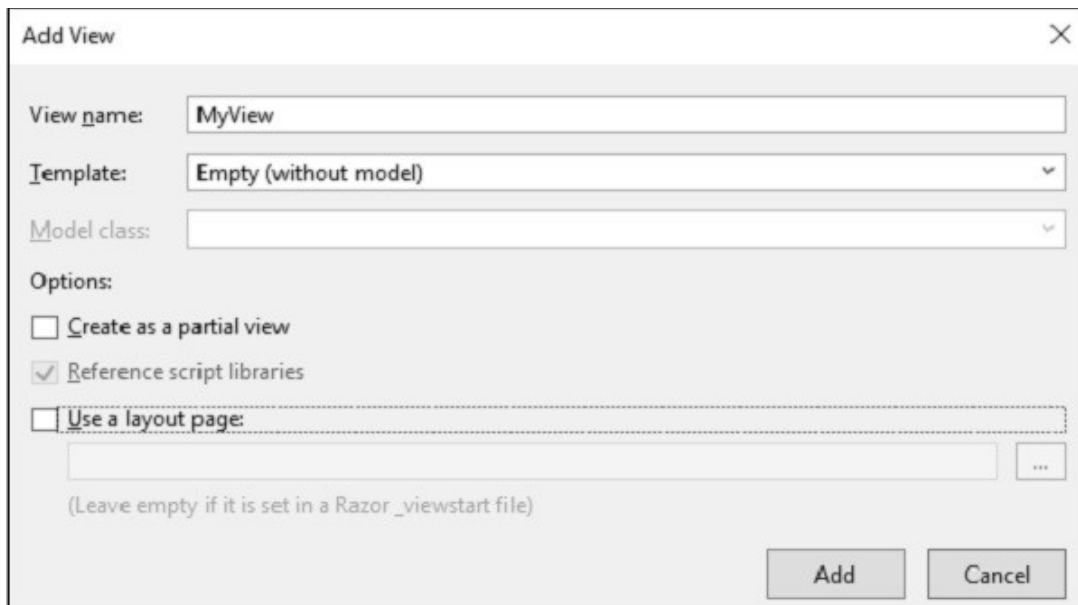 Add View
View name: MyView
Template: Empty (without model)
Model class:
Options:
Create as a partial view
Reference script libraries
Use a layout page:
...
(Leave empty if it is set in a Razor _viewstart file)
Add Cancel